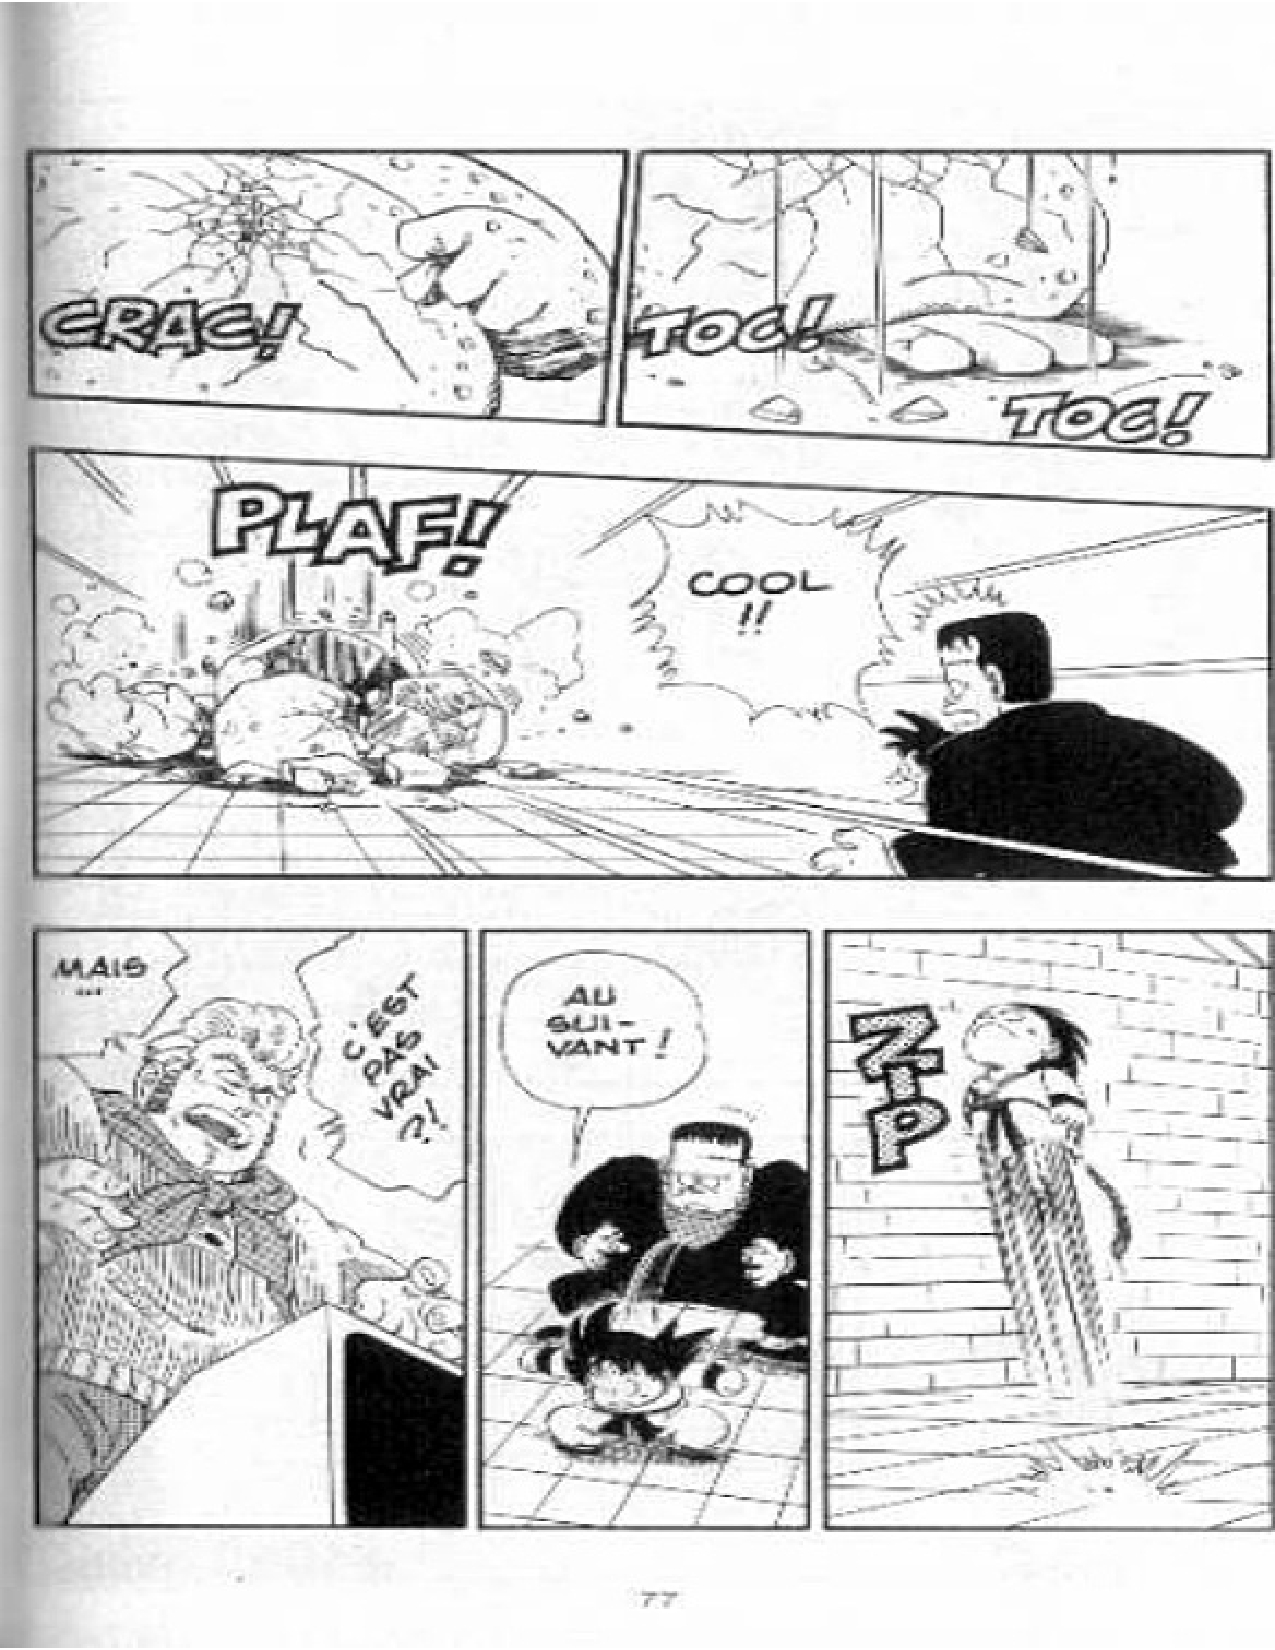 CRAC!
TOC!
TOC!
PLAF!
COOL
!!
MAIS
...
C'EST
PAS
VRAI
?!
AU
SUI-
VANT!
ZIP
77